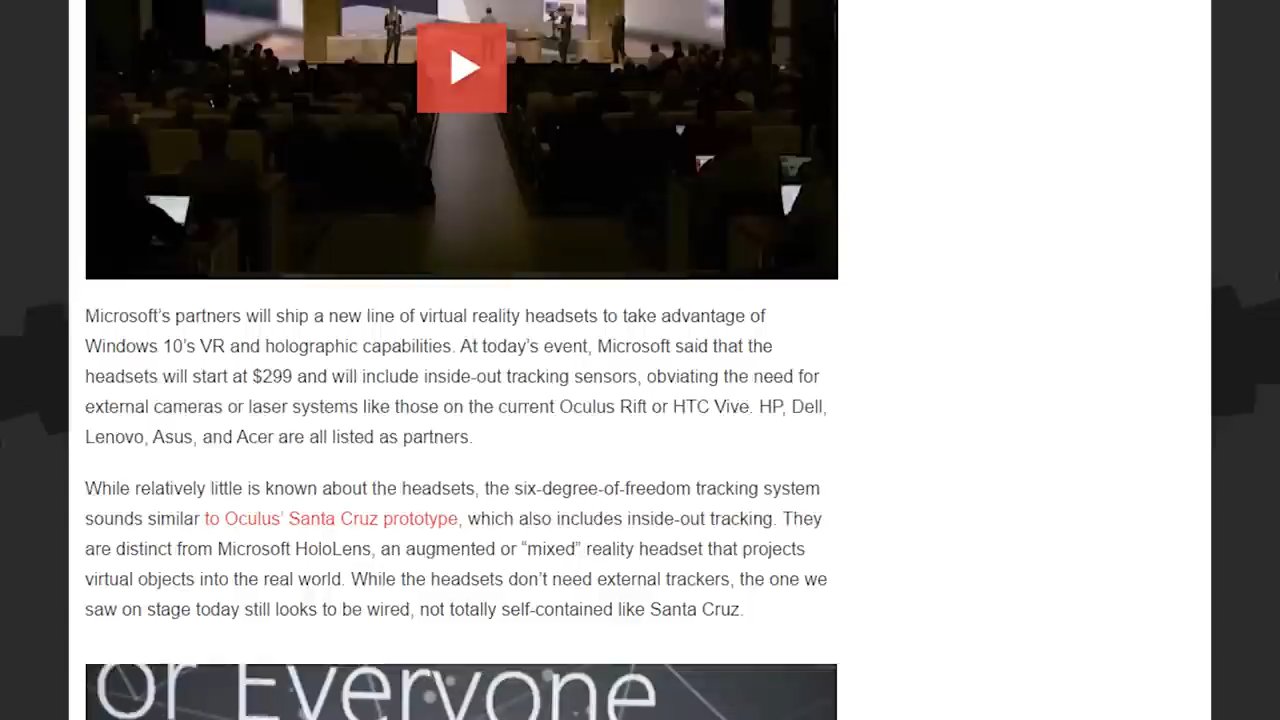 Microsoft’s partners will ship a new line of virtual reality headsets to take advantage of
Windows 10’s VR and holographic capabilities. At today’s event, Microsoft said that the
headsets will start at $299 and will include inside-out tracking sensors, obviating the need for
external cameras or laser systems like those on the current Oculus Rift or HTC Vive. HP, Dell,
Lenovo, Asus, and Acer are all listed as partners.
While relatively little is known about the headsets, the six-degree-of-freedom tracking system
sounds similar to Oculus’ Santa Cruz prototype, which also includes inside-out tracking. They
are distinct from Microsoft HoloLens, an augmented or “mixed” reality headset that projects
virtual objects into the real world. While the headsets don’t need external trackers, the one we
saw on stage today still looks to be wired, not totally self-contained like Santa Cruz.
or Everyone